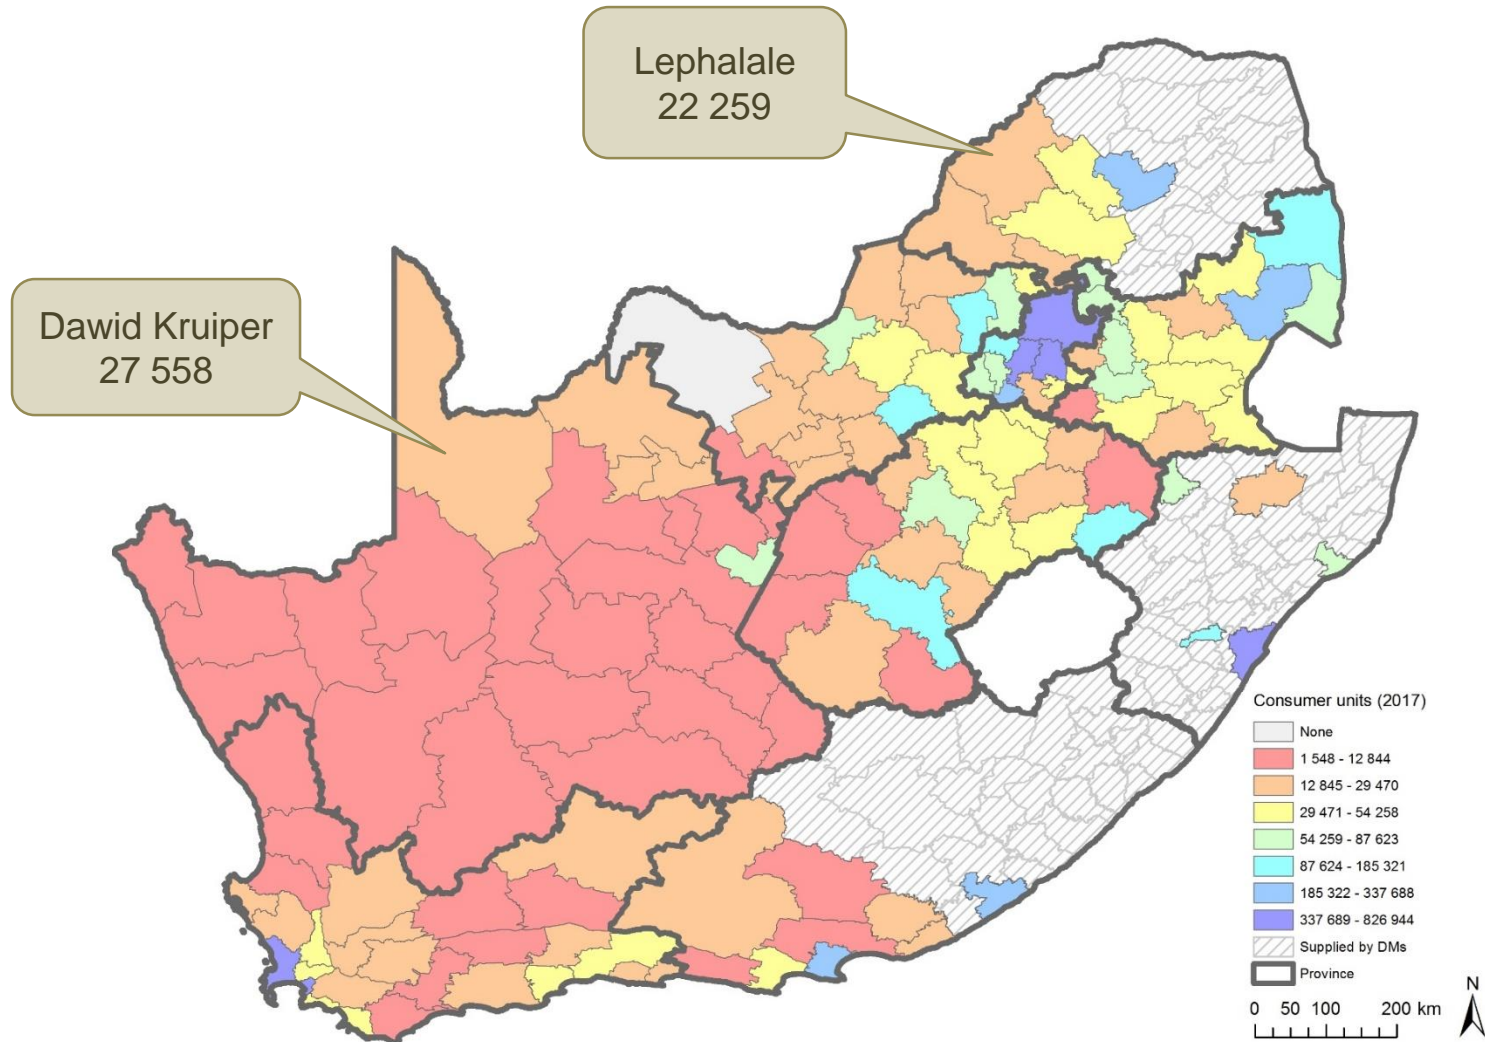 Lephalale
22 259
Dawid Kruiper
27 558
Consumer units (2017)
None
1 548 - 12 844
12 845 - 29 470
29 471 - 54 258
54 259 - 87 623
87 624 - 185 321
185 322 - 337 688
337 689 - 826 944
Supplied by DMs
Province
N
0 50 100 200 km